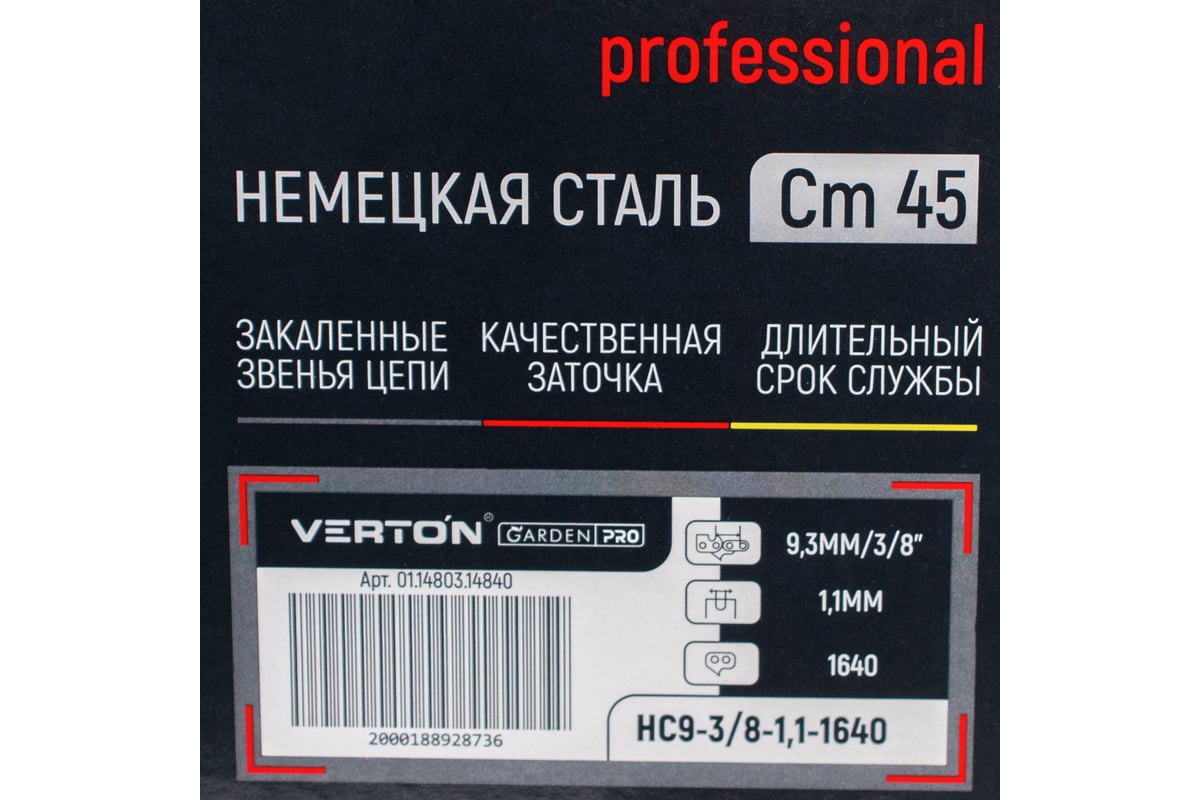 professional
НЕМЕЦКАЯ СТАЛЬ Cm 45
ЗАКАЛЕННЫЕ
ЗВЕНЬЯ ЦЕПИ
КАЧЕСТВЕННАЯ
ЗАТОЧКА
ДЛИТЕЛЬНЫЙ
СРОК СЛУЖБЫ
VERTON® GARDEN PRO
Арт. 01.14803.14840
2000188928736
9,3ММ/3/8"
1,1ММ
1640
HC9-3/8-1,1-1640